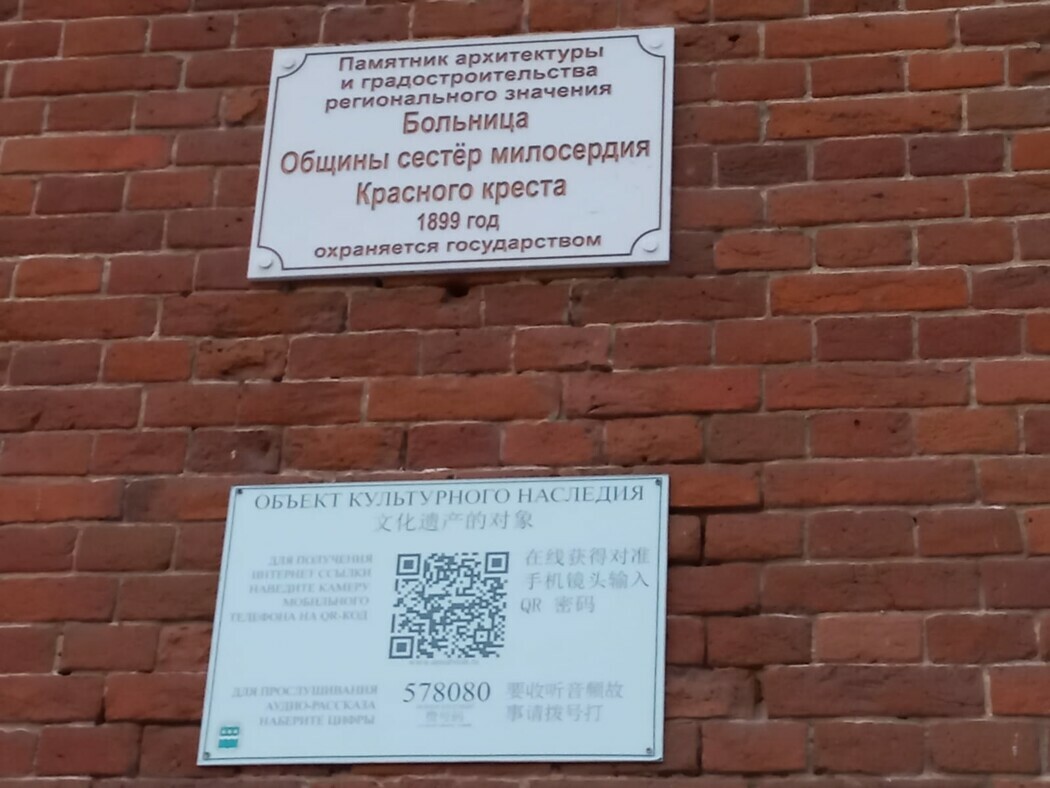 Памятник архитектуры
и градостроительства
регионального значения
Больница
Общины сестёр милосердия
Красного креста
1899 год
охраняется государством
ОБЪЕКТ КУЛЬТУРНОГО НАСЛЕДИЯ
文化遗产的对象
ДЛЯ ПОЛУЧЕНИЯ
ИНТЕРНЕТ ССЫЛКИ
НАВЕДИТЕ КАМЕРУ
МОБИЛЬНОГО
ТЕЛЕФОНА НА QR-КОД
在线获得对准
手机镜头输入
QR 密码
ДЛЯ ПРОСЛУШИВАНИЯ
АУДИО-РАССКАЗА
НАБЕРИТЕ ЦИФРЫ
578080
要收听音频故
事请拨号打